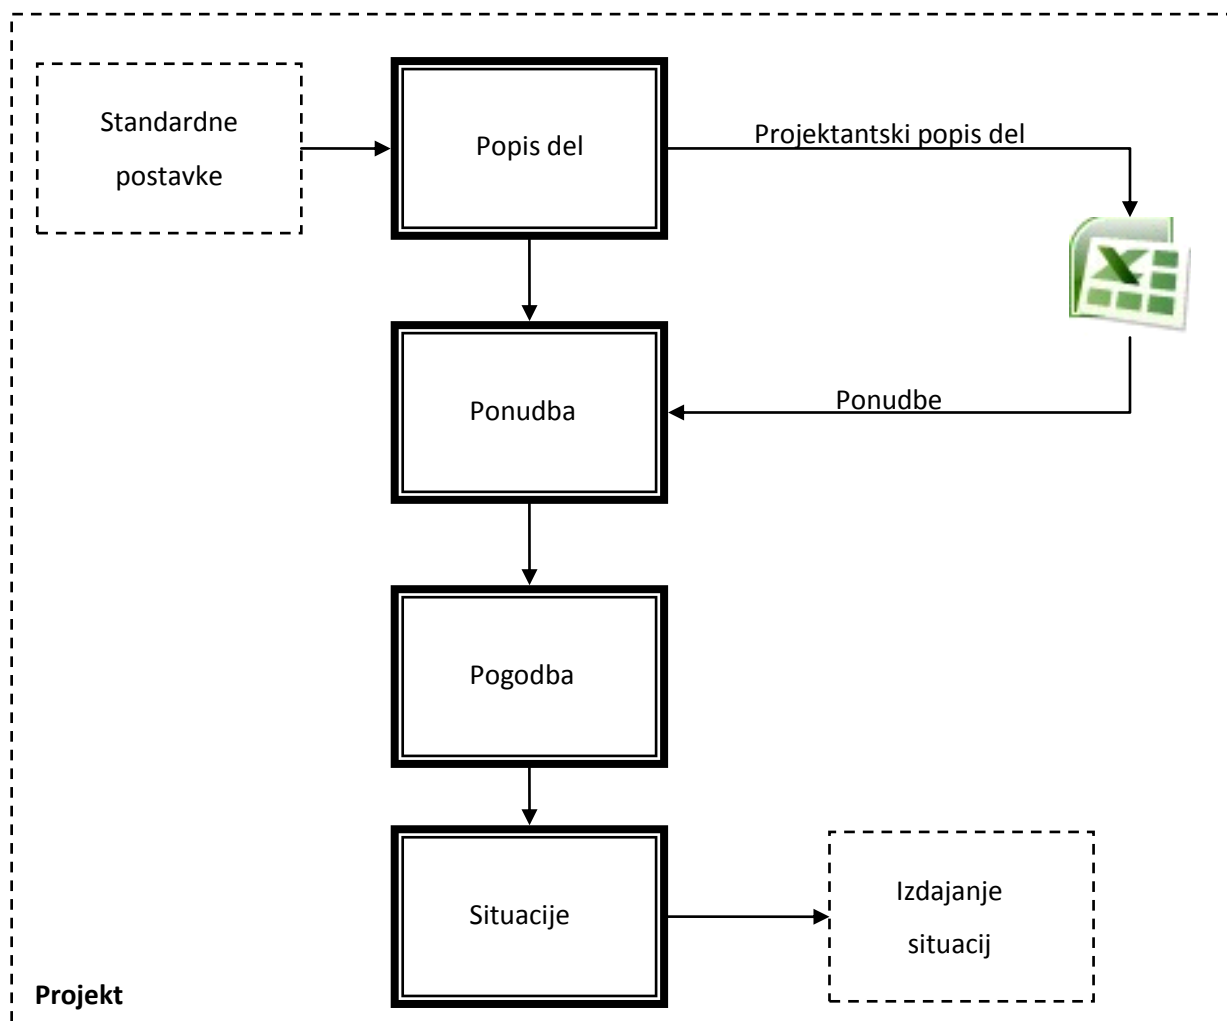 Standardne
postavke
Popis del
Projektantski popis del
Ponudba
Ponudbe
Pogodba
Situacije
Izdajanje
situacij
Projekt